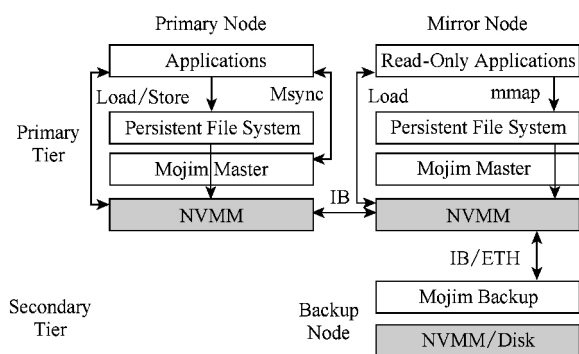 Primary Node
Mirror Node
Applications
Read-Only Applications
Load/Store
Msync
Load
mmap
Primary
Tier
Persistent File System
Persistent File System
Mojim Master
Mojim Master
IB
NVMM
NVMM
IB/ETH
Secondary
Tier
Backup
Node
Mojim Backup
NVMM/Disk